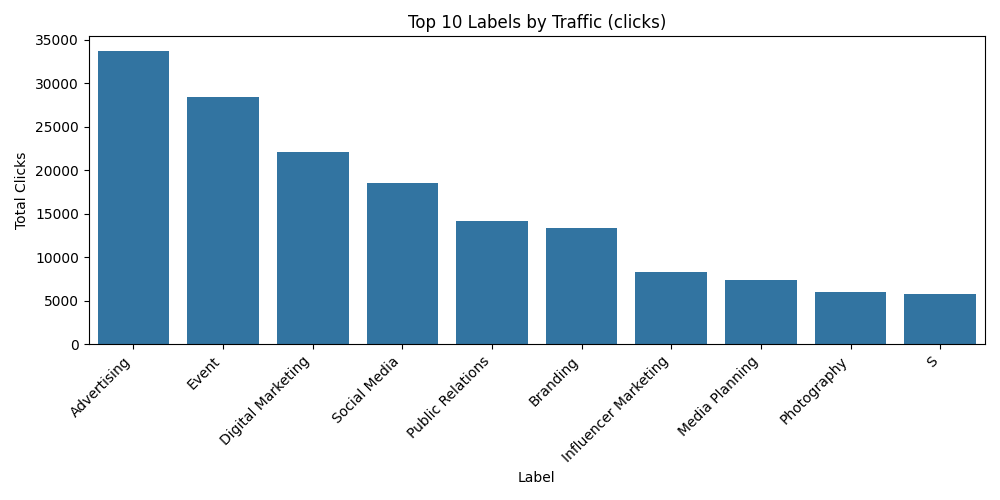 Top 10 Labels by Traffic (clicks)
Total Clicks
35000
30000
25000
20000
15000
10000
5000
0
Advertising
Event
Digital Marketing
Social Media
Public Relations
Branding
Influencer Marketing
Media Planning
Photography
S
Label